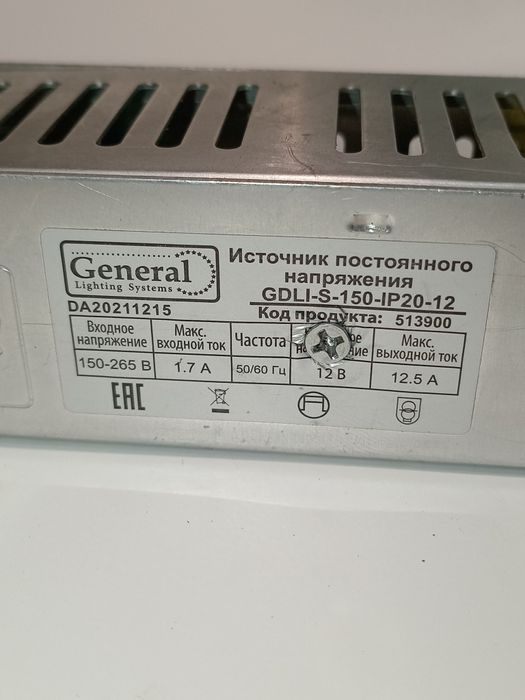 General
Lighting Systems
DA20211215
Источник постоянного
напряжения
GDLI-S-150-IP20-12
Код продукта: 513900
Входное напряжение
Макс. входной ток
Частота
Макс. выходной ток
150-265 В
1.7 А
50/60 Гц
12 В
12.5 А
EAC